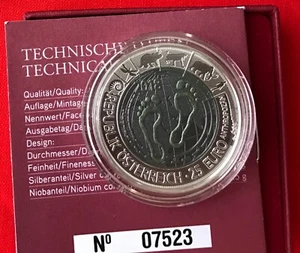 TECHNISCHE
TECHNICA
Qualität/Quality:
Auflage/Mintage
Nennwert/Face
Ausgabetag/Da
Design:
Durchmesser/D
Feinheit/Fineness
Silberanteil/Silver c
Niobanteil/Niobium co
REPUBLIK ÖSTERREICH · 25 EURO
Nº 07523